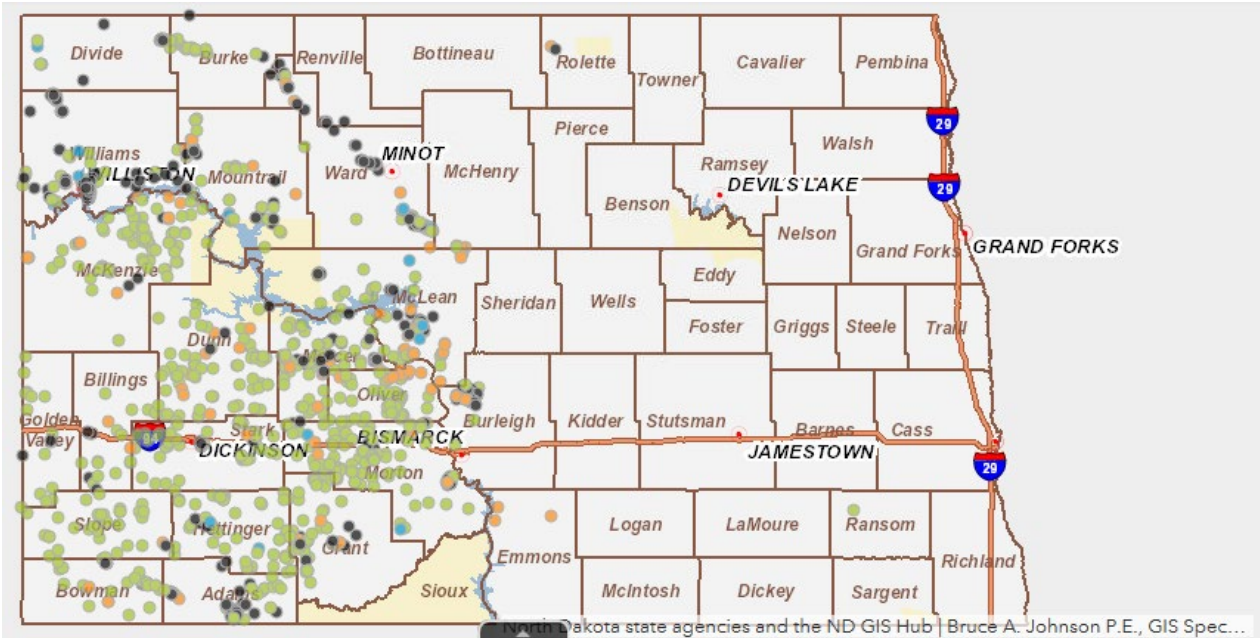 Divide
Burke
Renville
Bottineau
Rolette
Towner
Cavalier
Pembina
29
Pierce
Walsh
Williams
WILLISTON
Mountrail
Ward
MINOT
McHenry
Ramsey
DEVILS LAKE
29
Benson
Nelson
Grand Forks
GRAND FORKS
McKenzie
McLean
Sheridan
Wells
Eddy
Foster
Griggs
Steele
Traill
Dunn
Mercer
Billings
Oliver
Golden
Valley
94
Stark
DICKINSON
BISMARCK
Burleigh
Kidder
Stutsman
JAMESTOWN
Barnes
Cass
29
Morton
Slope
Hettinger
Grant
Emmons
Logan
LaMoure
Ransom
Richland
Bowman
Adams
Sioux
McIntosh
Dickey
Sargent
North Dakota state agencies and the ND GIS Hub | Bruce A. Johnson P.E., GIS Spec...